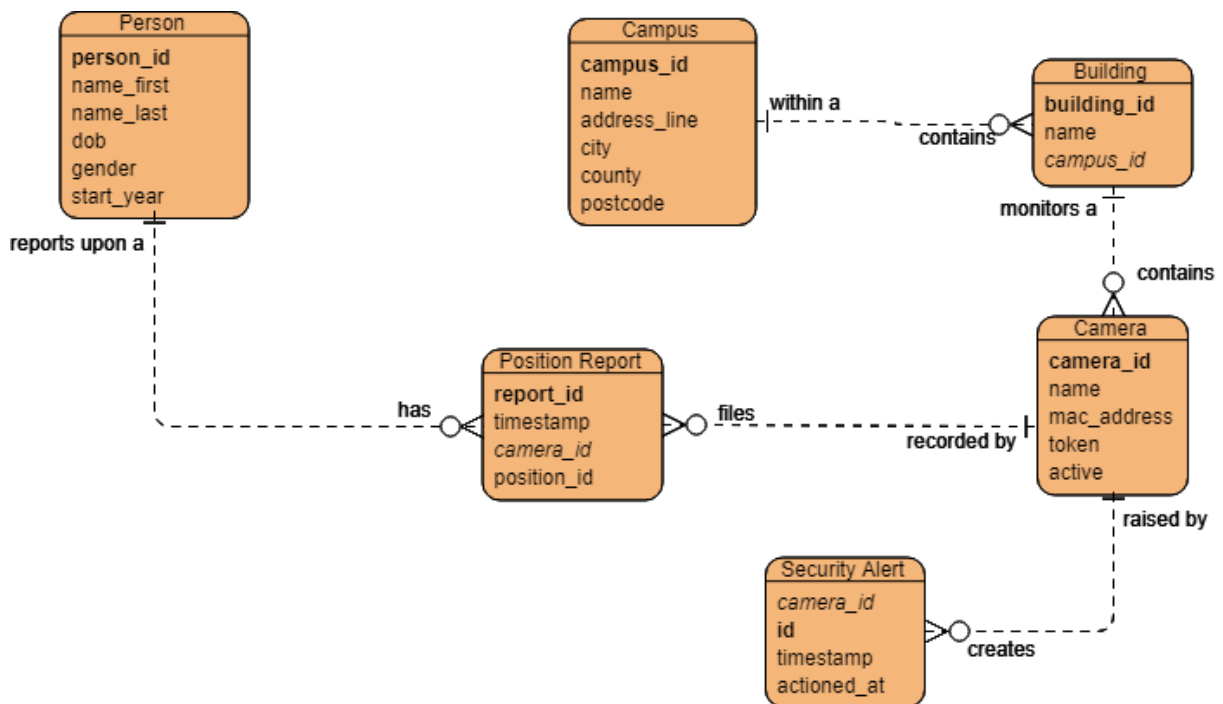 Person
person_id
name_first
name_last
dob
gender
start_year
reports upon a
Campus
campus_id
name
address_line
city
county
postcode
within a
contains
Building
building_id
name
campus_id
monitors a
contains
Camera
camera_id
name
mac_address
token
active
Position Report
report_id
timestamp
camera_id
position_id
has
files
recorded by
raised by
Security Alert
camera_id
id
timestamp
actioned_at
creates